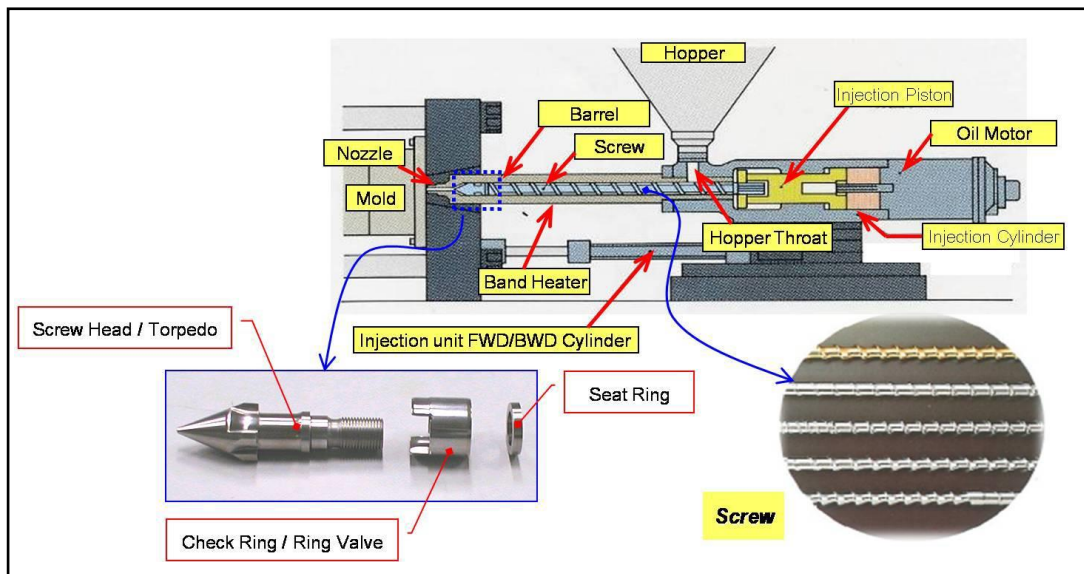 Hopper
Injection Piston
Barrel
Oil Motor
Screw
Nozzle
Mold
Hopper Throat
Injection Cylinder
Band Heater
Screw Head / Torpedo
Injection unit FWD/BWD Cylinder
Seat Ring
Screw
Check Ring / Ring Valve